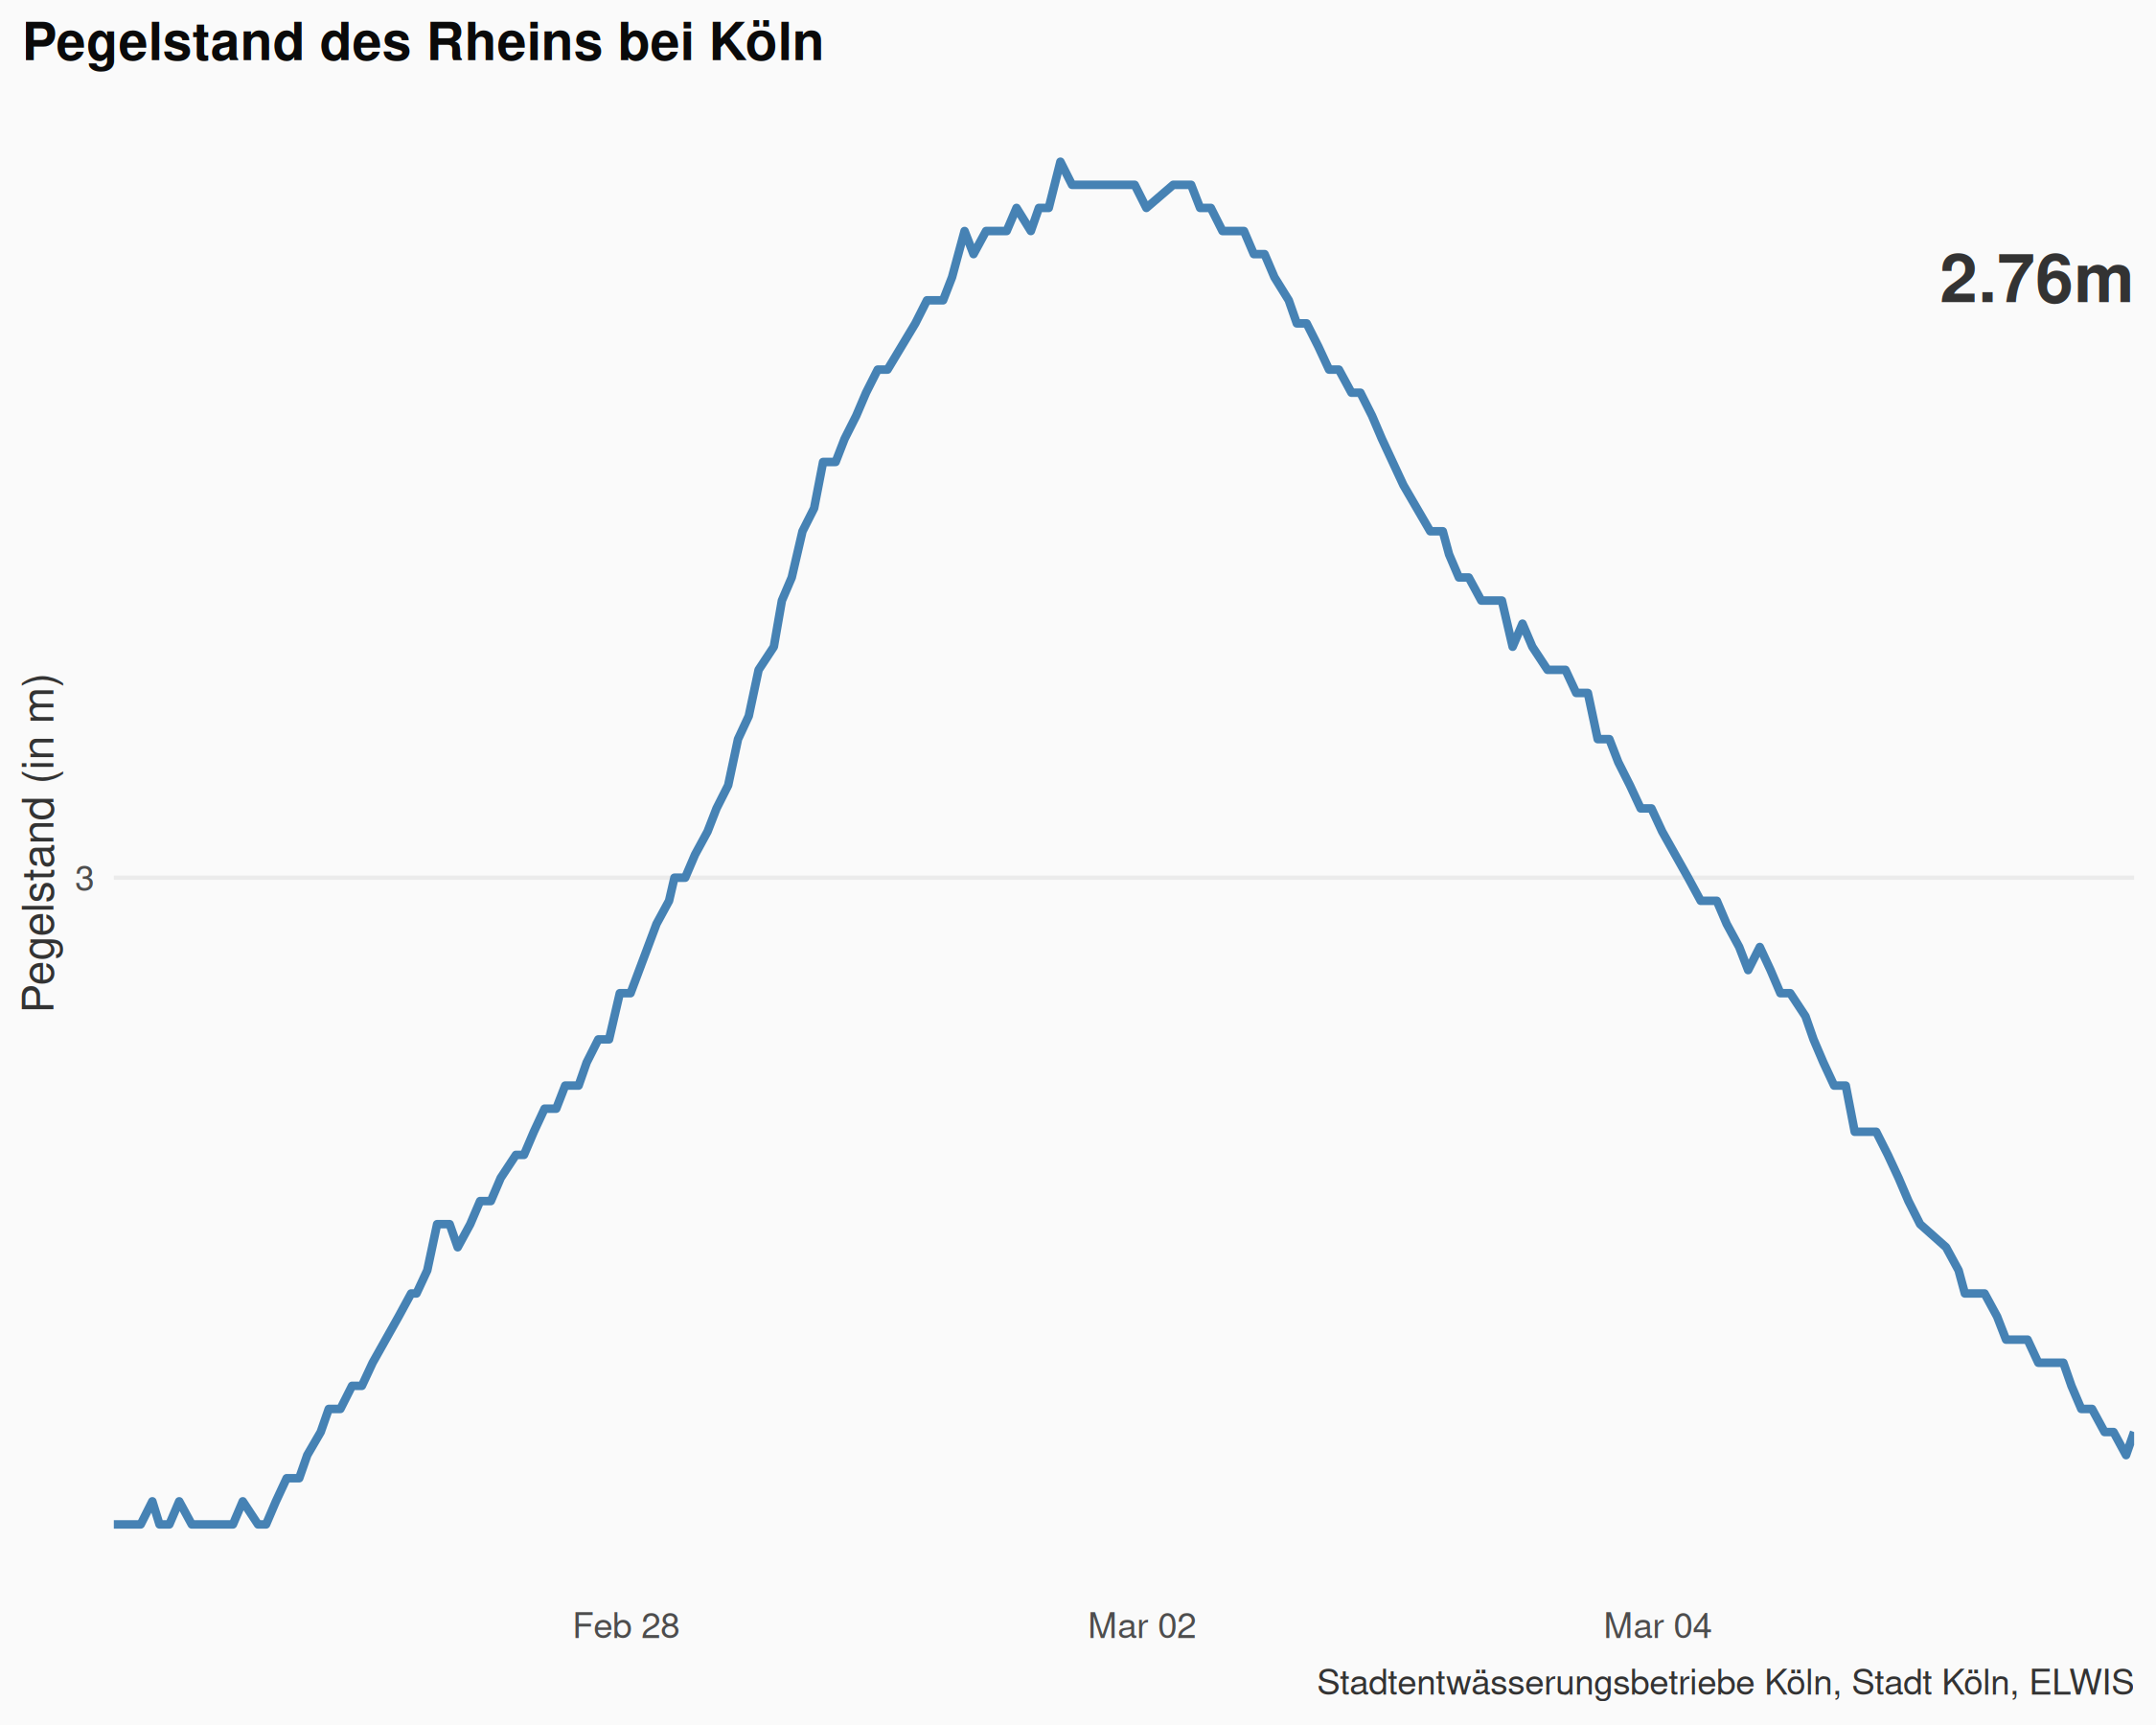 Pegelstand des Rheins bei Köln
2.76m
Pegelstand (in m)
3
Feb 28
Mar 02
Mar 04
Stadtentwässerungsbetriebe Köln, Stadt Köln, ELWIS